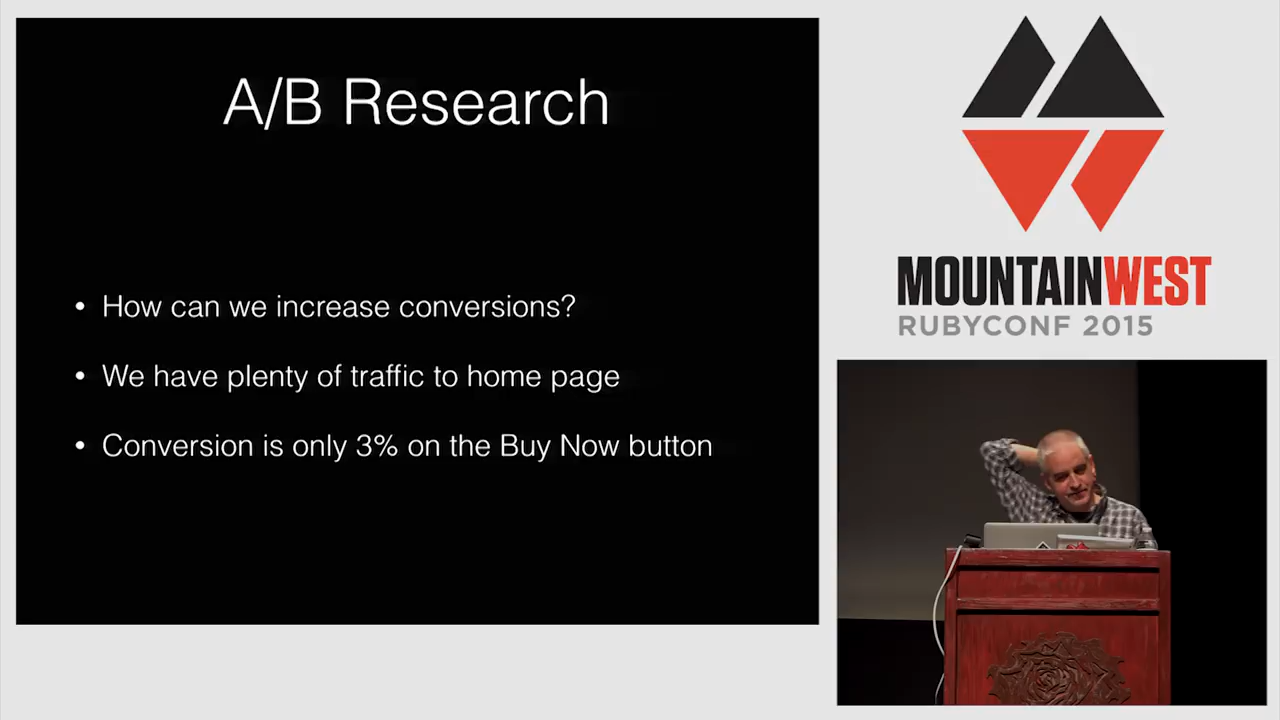 A/B Research
• How can we increase conversions?
• We have plenty of traffic to home page
• Conversion is only 3% on the Buy Now button
MOUNTAINWEST
RUBYCONF 2015